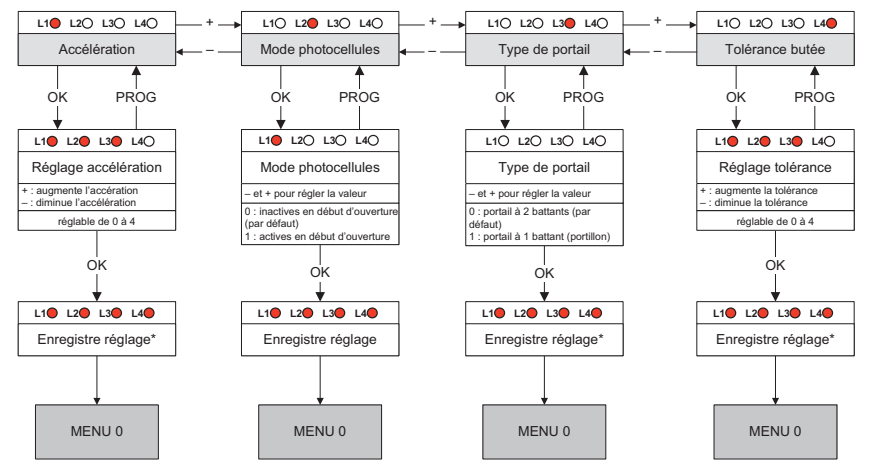 L1 L2 L3 L4 + L1 L2 L3 L4 + L1 L2 L3 L4 + L1 L2 L3 L4
Accélération – Mode photocellules – Type de portail – Tolérance butée
OK PROG OK PROG OK PROG OK PROG
L1 L2 L3 L4
Réglage accélération
+ : augmente l'accération
– : diminue l'accélération
réglable de 0 à 4
L1 L2 L3 L4
Mode photocellules
– et + pour régler la valeur
0 : inactives en début d'ouverture
(par défaut)
1 : actives en début d'ouverture
L1 L2 L3 L4
Type de portail
– et + pour régler la valeur
0 : portail à 2 battants (par
défaut)
1 : portail à 1 battant (portillon)
L1 L2 L3 L4
Réglage tolérance
+ : augmente la tolérance
– : diminue la tolérance
réglable de 0 à 4
OK OK OK OK
L1 L2 L3 L4 L1 L2 L3 L4 L1 L2 L3 L4 L1 L2 L3 L4
Enregistre réglage* Enregistre réglage Enregistre réglage* Enregistre réglage*
MENU 0 MENU 0 MENU 0 MENU 0